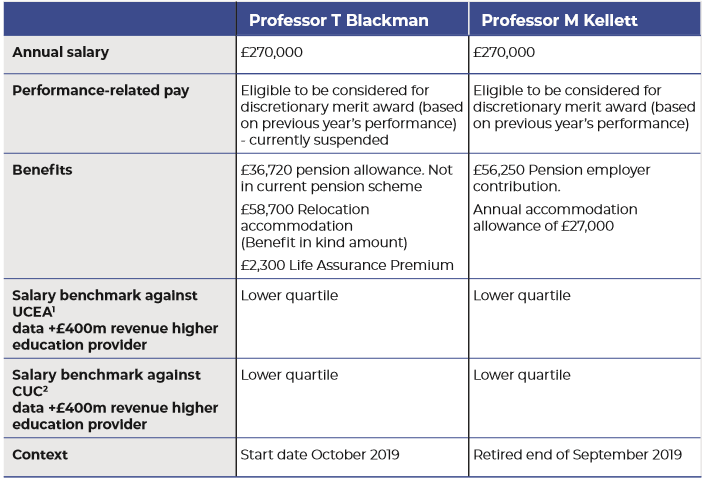 Professor T Blackman
Professor M Kellett
Annual salary
£270,000
£270,000
Performance-related pay
Eligible to be considered for
discretionary merit award (based
on previous year's performance)
- currently suspended
Eligible to be considered for
discretionary merit award (based
on previous year's performance)
Benefits
£36,720 pension allowance. Not
in current pension scheme
£58,700 Relocation
accommodation
(Benefit in kind amount)
£2,300 Life Assurance Premium
£56,250 Pension employer
contribution.
Annual accommodation
allowance of £27,000
Salary benchmark against
UCEA¹
data +£400m revenue higher
education provider
Lower quartile
Lower quartile
Salary benchmark against
CUC²
data +£400m revenue higher
education provider
Lower quartile
Lower quartile
Context
Start date October 2019
Retired end of September 2019